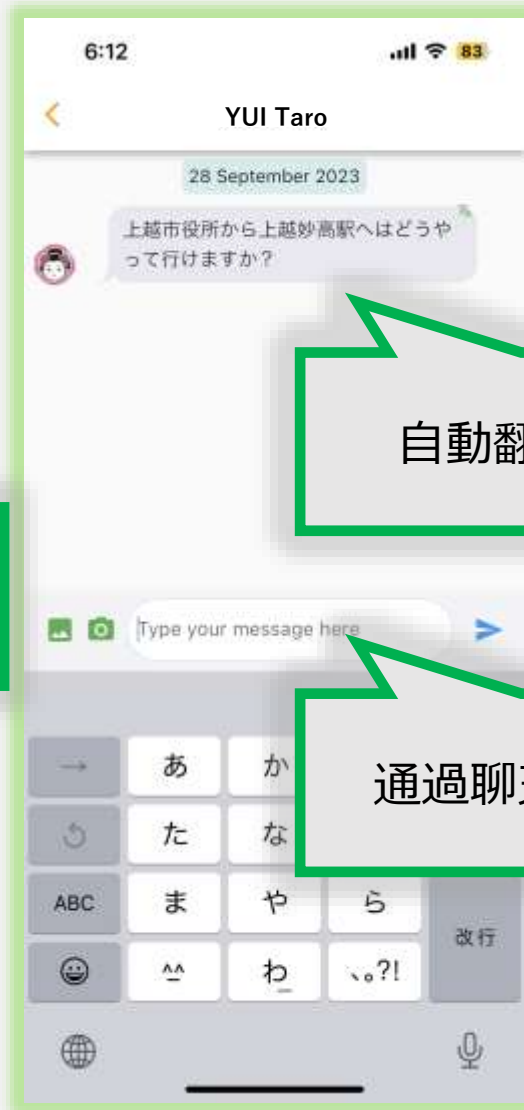 6:12
83
YUI Taro
28 September 2023
上越市役所から上越妙高駅へはどうや
って行けますか？
自動翻
Type your message here
通過聊
→
あ
か
た
な
ABC
ま
や
ら
改行
^^
わ
、。?!